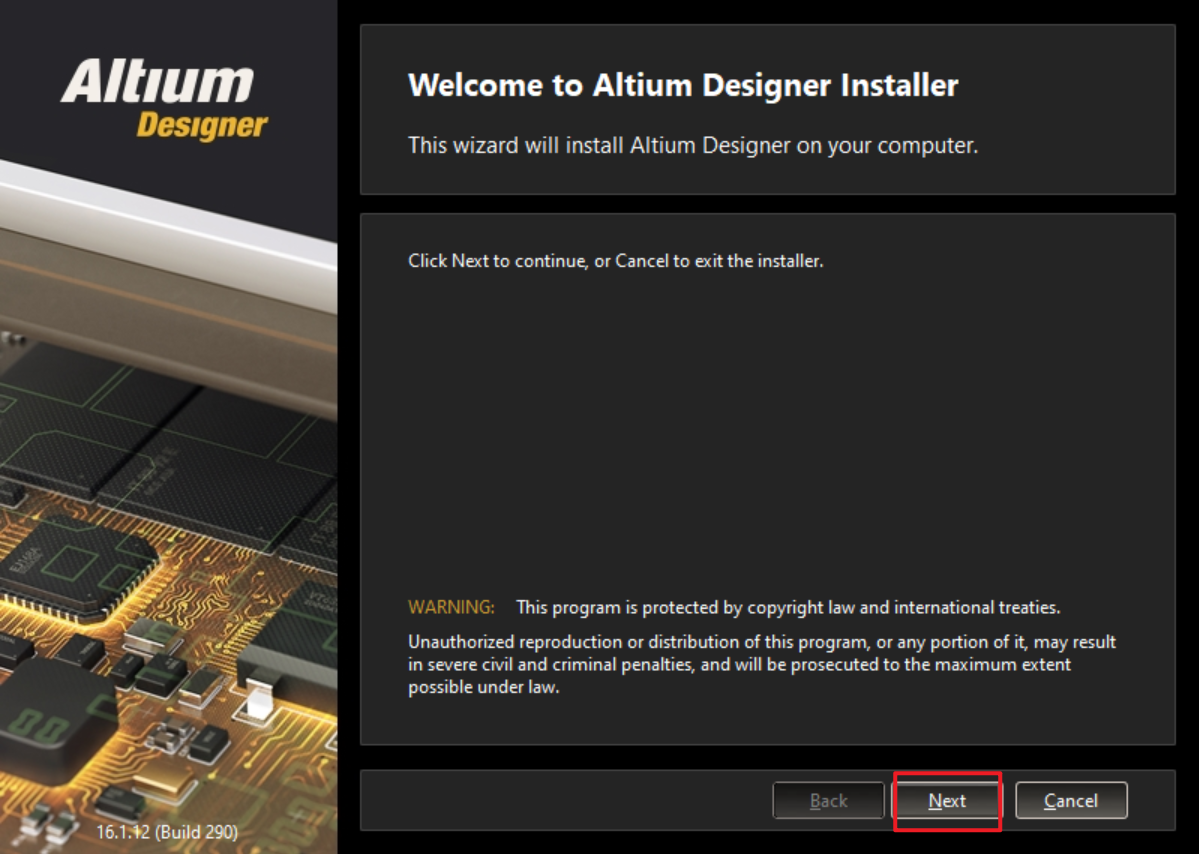 Altium
Designer
Welcome to Altium Designer Installer
This wizard will install Altium Designer on your computer.
Click Next to continue, or Cancel to exit the installer.
WARNING: This program is protected by copyright law and international treaties.
Unauthorized reproduction or distribution of this program, or any portion of it, may result
in severe civil and criminal penalties, and will be prosecuted to the maximum extent
possible under law.
Back Next Cancel
16.1.12 (Build 290)